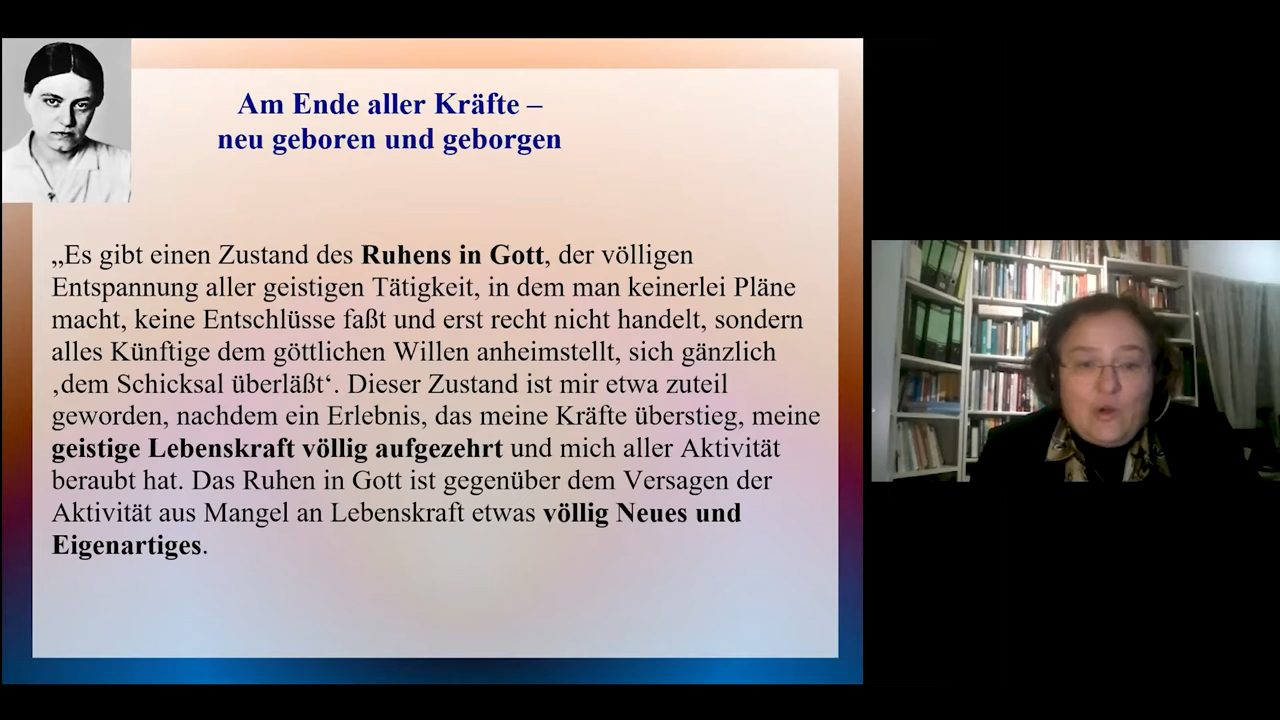 Am Ende aller Kräfte –
neu geboren und geborgen
„Es gibt einen Zustand des Ruhens in Gott, der völligen
Entspannung aller geistigen Tätigkeit, in dem man keinerlei Pläne
macht, keine Entschlüsse faßt und erst recht nicht handelt, sondern
alles Künftige dem göttlichen Willen anheimstellt, sich gänzlich
‚dem Schicksal überläßt‘. Dieser Zustand ist mir etwa zuteil
geworden, nachdem ein Erlebnis, das meine Kräfte überstieg, meine
geistige Lebenskraft völlig aufgezehrt und mich aller Aktivität
beraubt hat. Das Ruhen in Gott ist gegenüber dem Versagen der
Aktivität aus Mangel an Lebenskraft etwas völlig Neues und
Eigenartiges.